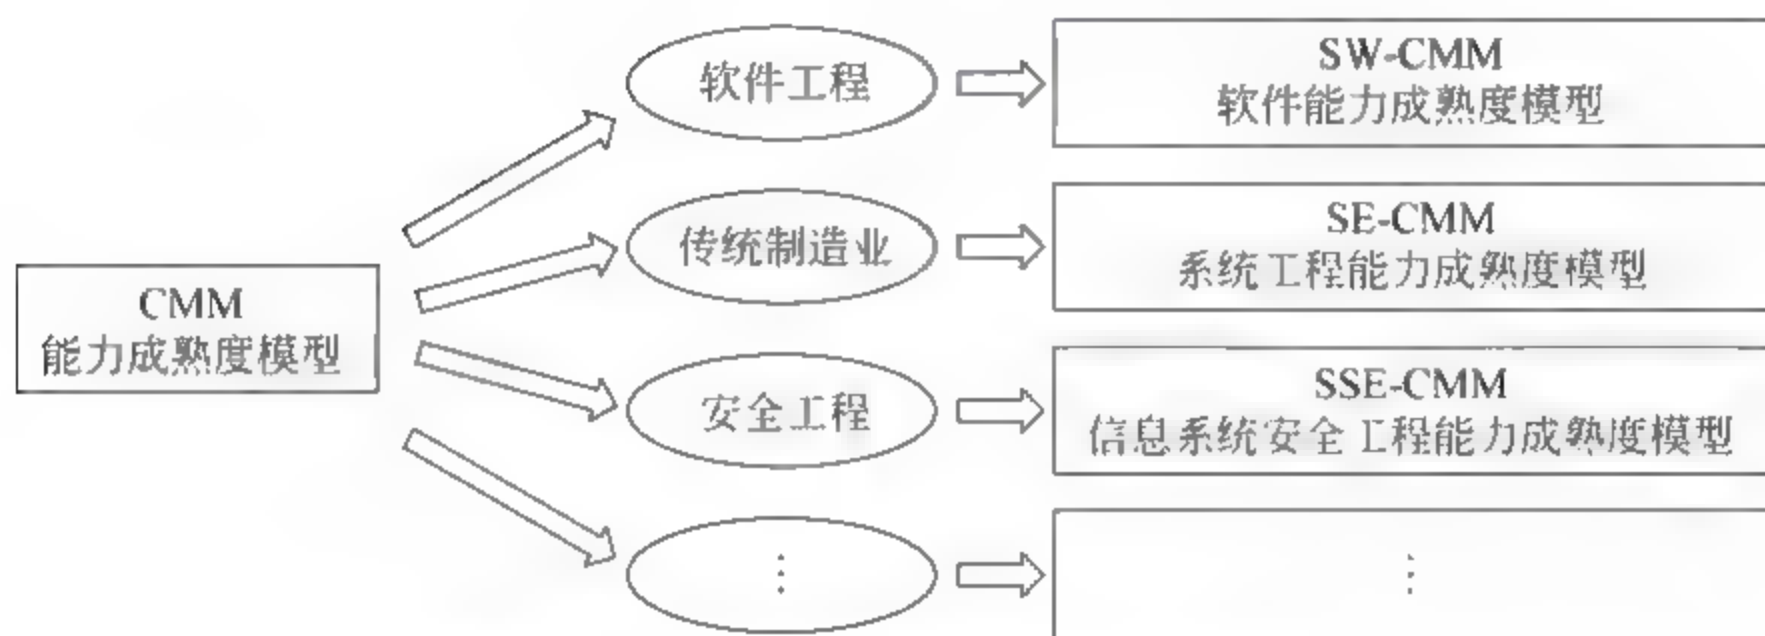 软件工程
SW-CMM
软件能力成熟度模型
传统制造业
SE-CMM
系统工程能力成熟度模型
CMM
能力成熟度模型
安全工程
SSE-CMM
信息系统安全工程能力成熟度模型
⋮
⋮